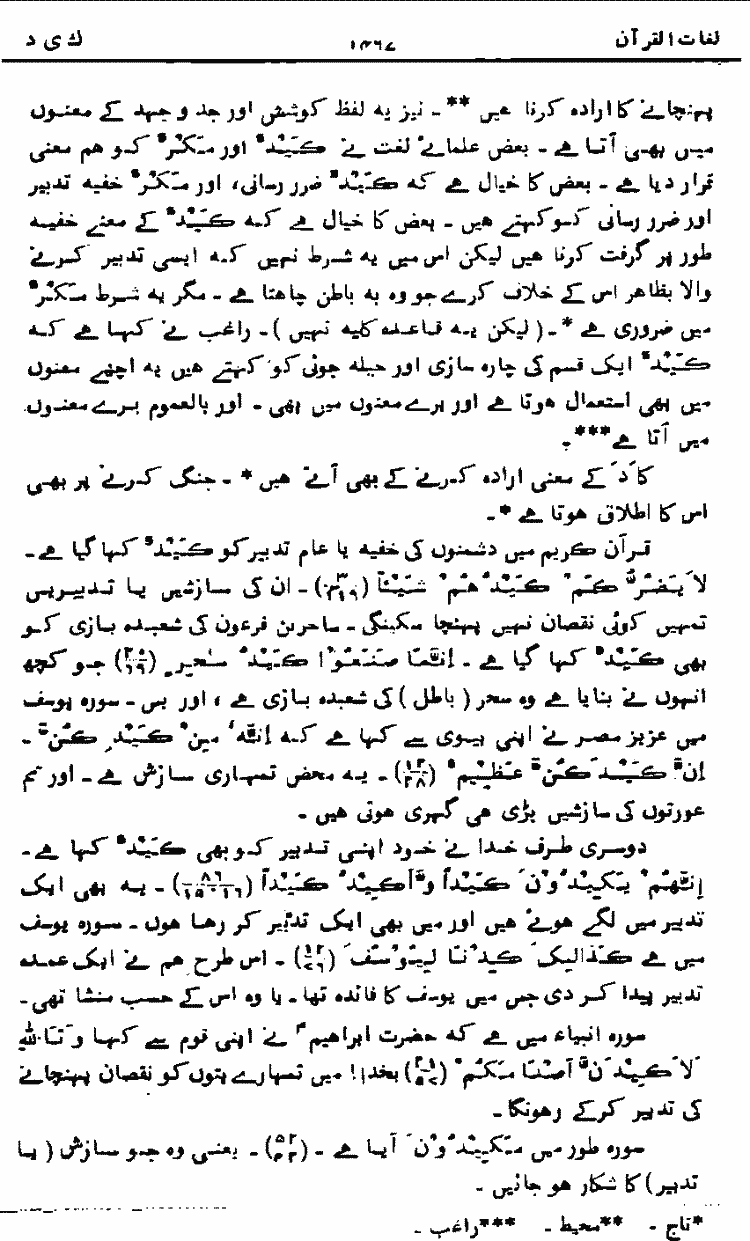 لغات القرآن ۱۴۶۷ ك ی د
پہنچانے کا ارادہ کرنا ہیں **۔ نیز یہ لفظ کوشش اور جد و جہد کے معنوں
میں بھی آتا ہے ۔ بعض علمائے لغت نے کَیْدٌ اور مَکْرٌ کو ہم معنی
قرار دیا ہے ۔ بعض کا خیال ہے کہ کَیْدٌ ضرر رسانی، اور مَکْرٌ خفیہ تدبیر
اور ضرر رسانی کو کہتے ہیں ۔ بعض کا خیال ہے کہ کَیْدٌ کے معنے خفیہ
طور پر گرفت کرنا ہیں لیکن اس میں یہ شرط نہیں کہ ایسی تدبیر کرنے
والا بظاہر اس کے خلاف کرے جو وہ بہ باطن چاہتا ہے ۔ مگر یہ شرط مَکْرٌ
میں ضروری ہے *۔ ( لیکن یہ قاعدہ کلیہ نہیں ) ۔ راغب نے کہا ہے کہ
کَیْدٌ ایک قسم کی چارہ سازی اور حیلہ جوئی کو کہتے ہیں یہ اچھے معنوں
میں بھی استعمال ہوتا ہے اور برے معنوں میں بھی ۔ اور بالعموم برے معنوں
میں آتا ہے ***۔
کَادَ کے معنی ارادہ کرنے کے بھی آتے ہیں * ۔ جنگ کرنے پر بھی
اس کا اطلاق ہوتا ہے *۔
قرآن کریم میں دشمنوں کی خفیہ یا عام تدبیر کو کَیْدٌ کہا گیا ہے ۔
لَا یَضُرُّ کُمْ کَیْدُ ھُمْ شَیْئًا (۳/۱۱۹) ۔ ان کی سازشیں یا تدبیریں
تمہیں کوئی نقصان نہیں پہنچا سکینگی ۔ ساحرین فرعون کی شعبدہ بازی کو
بھی کَیْدٌ کہا گیا ہے ۔ اِنَّمَا صَنَعُوْا کَیْدُ سٰحِرٍ (۲۰/۶۹) جو کچھ
انہوں نے بنایا ہے وہ سحر ( باطل ) کی شعبدہ بازی ہے ، اور بس ۔ سورہ یوسف
میں عزیز مصر نے اپنی بیوی سے کہا ہے کہ اِنَّہٗ مِنْ کَیْدِ کُنَّ ۔
اِنَّ کَیْدَ کُنَّ عَظِیْمٌ (۱۲/۲۸) ۔ یہ محض تمہاری سازش ہے ۔ اور تم
عورتوں کی سازشیں بڑی ہی گہری ہوتی ہیں ۔
دوسری طرف خدا نے خود اپنی تدبیر کو بھی کَیْدٌ کہا ہے ۔
اِنَّھُمْ یَکِیْدُوْنَ کَیْدًا وَّ اَکِیْدُ کَیْدًا (۸۶/۱۵-۱۶) ۔ یہ بھی ایک
تدبیر میں لگے ہوئے ہیں اور میں بھی ایک تدبیر کر رہا ہوں ۔ سورہ یوسف
میں ہے کَذَالِکَ کِدْنَا لِیُوْسُفَ (۱۲/۷۶) ۔ اس طرح ہم نے ایک عمدہ
تدبیر پیدا کر دی جس میں یوسف کا فائدہ تھا ۔ یا وہ اس کے حسب منشا تھی ۔
سورہ انبیاء میں ہے کہ حضرت ابراہیم ؑ نے اپنی قوم سے کہا وَ تَا للہِ
لَاَ کِیْدَنَّ اَصْنَا مَکُمْ (۲۱/۵۷) بخدا! میں تمہارے بتوں کو نقصان پہنچانے
کی تدبیر کرکے رہونگا ۔
سورہ طور میں مَکِیْدُوْنَ آیا ہے ۔ (۵۲/۴۲) ۔ یعنی وہ جو سازش ( یا
تدبیر ) کا شکار ہو جائیں ۔
*تاج ۔ **محیط ۔ ***راغب ۔